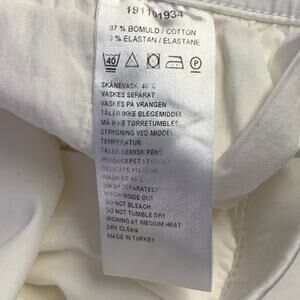 191101934
97 % BOMULD / COTTON
3 % ELASTAN / ELASTANE
40
P
SKÅNEVASK 40°C
VASKES SEPARAT
VASKES PÅ VRANGEN
TÅLER IKKE BLEGEMIDDEL
MÅ IKKE TØRRETUMBLES
STRYGNING VED MIDDEL
TEMPERATUR
TÅLER KEMISK RENS
DELICATE MACHINE
WASH AT 40°C
WASH SEPARATELY
WASH INSIDE OUT
DO NOT BLEACH
DO NOT TUMBLE DRY
IRONING AT MEDIUM HEAT
DRY CLEAN
MADE IN TURKEY